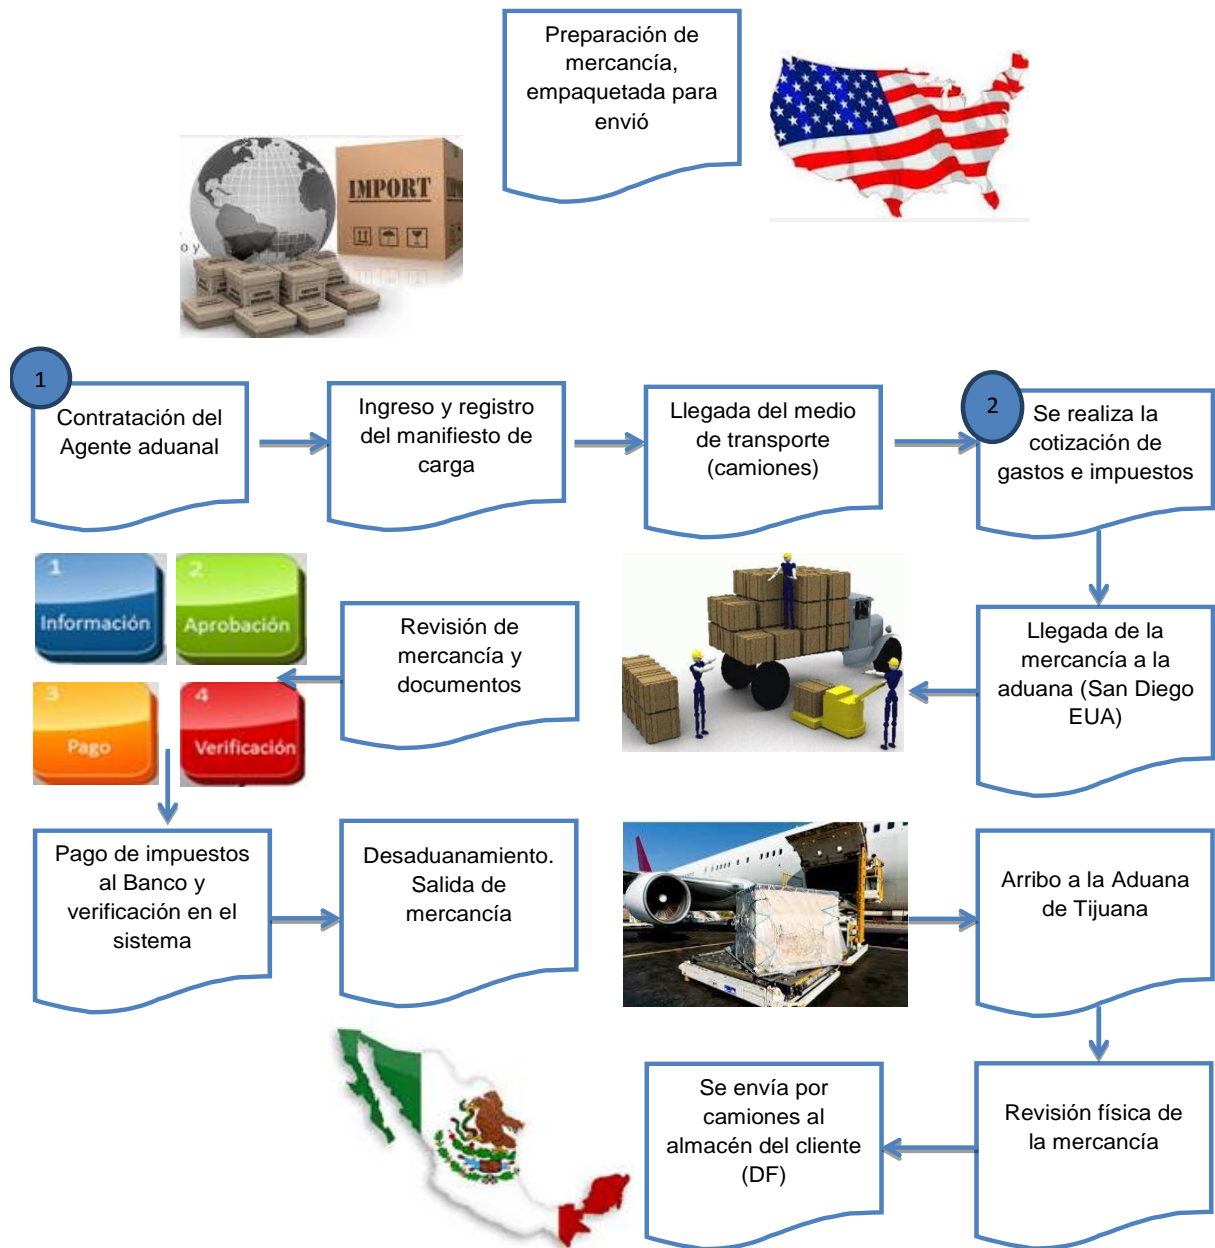 Preparación de
mercancía,
empaquetada para
envió
IMPORT
o y
1
Contratación del
Agente aduanal
Ingreso y registro
del manifiesto de
carga
Llegada del medio
de transporte
(camiones)
2
Se realiza la
cotización de
gastos e impuestos
1
Información
2
Aprobación
3
Pago
4
Verificación
Revisión de
mercancía y
documentos
Llegada de la
mercancía a la
aduana (San Diego
EUA)
Pago de impuestos
al Banco y
verificación en el
sistema
Desaduanamiento.
Salida de
mercancía
Arribo a la Aduana
de Tijuana
Se envía por
camiones al
almacén del cliente
(DF)
Revisión física de
la mercancía